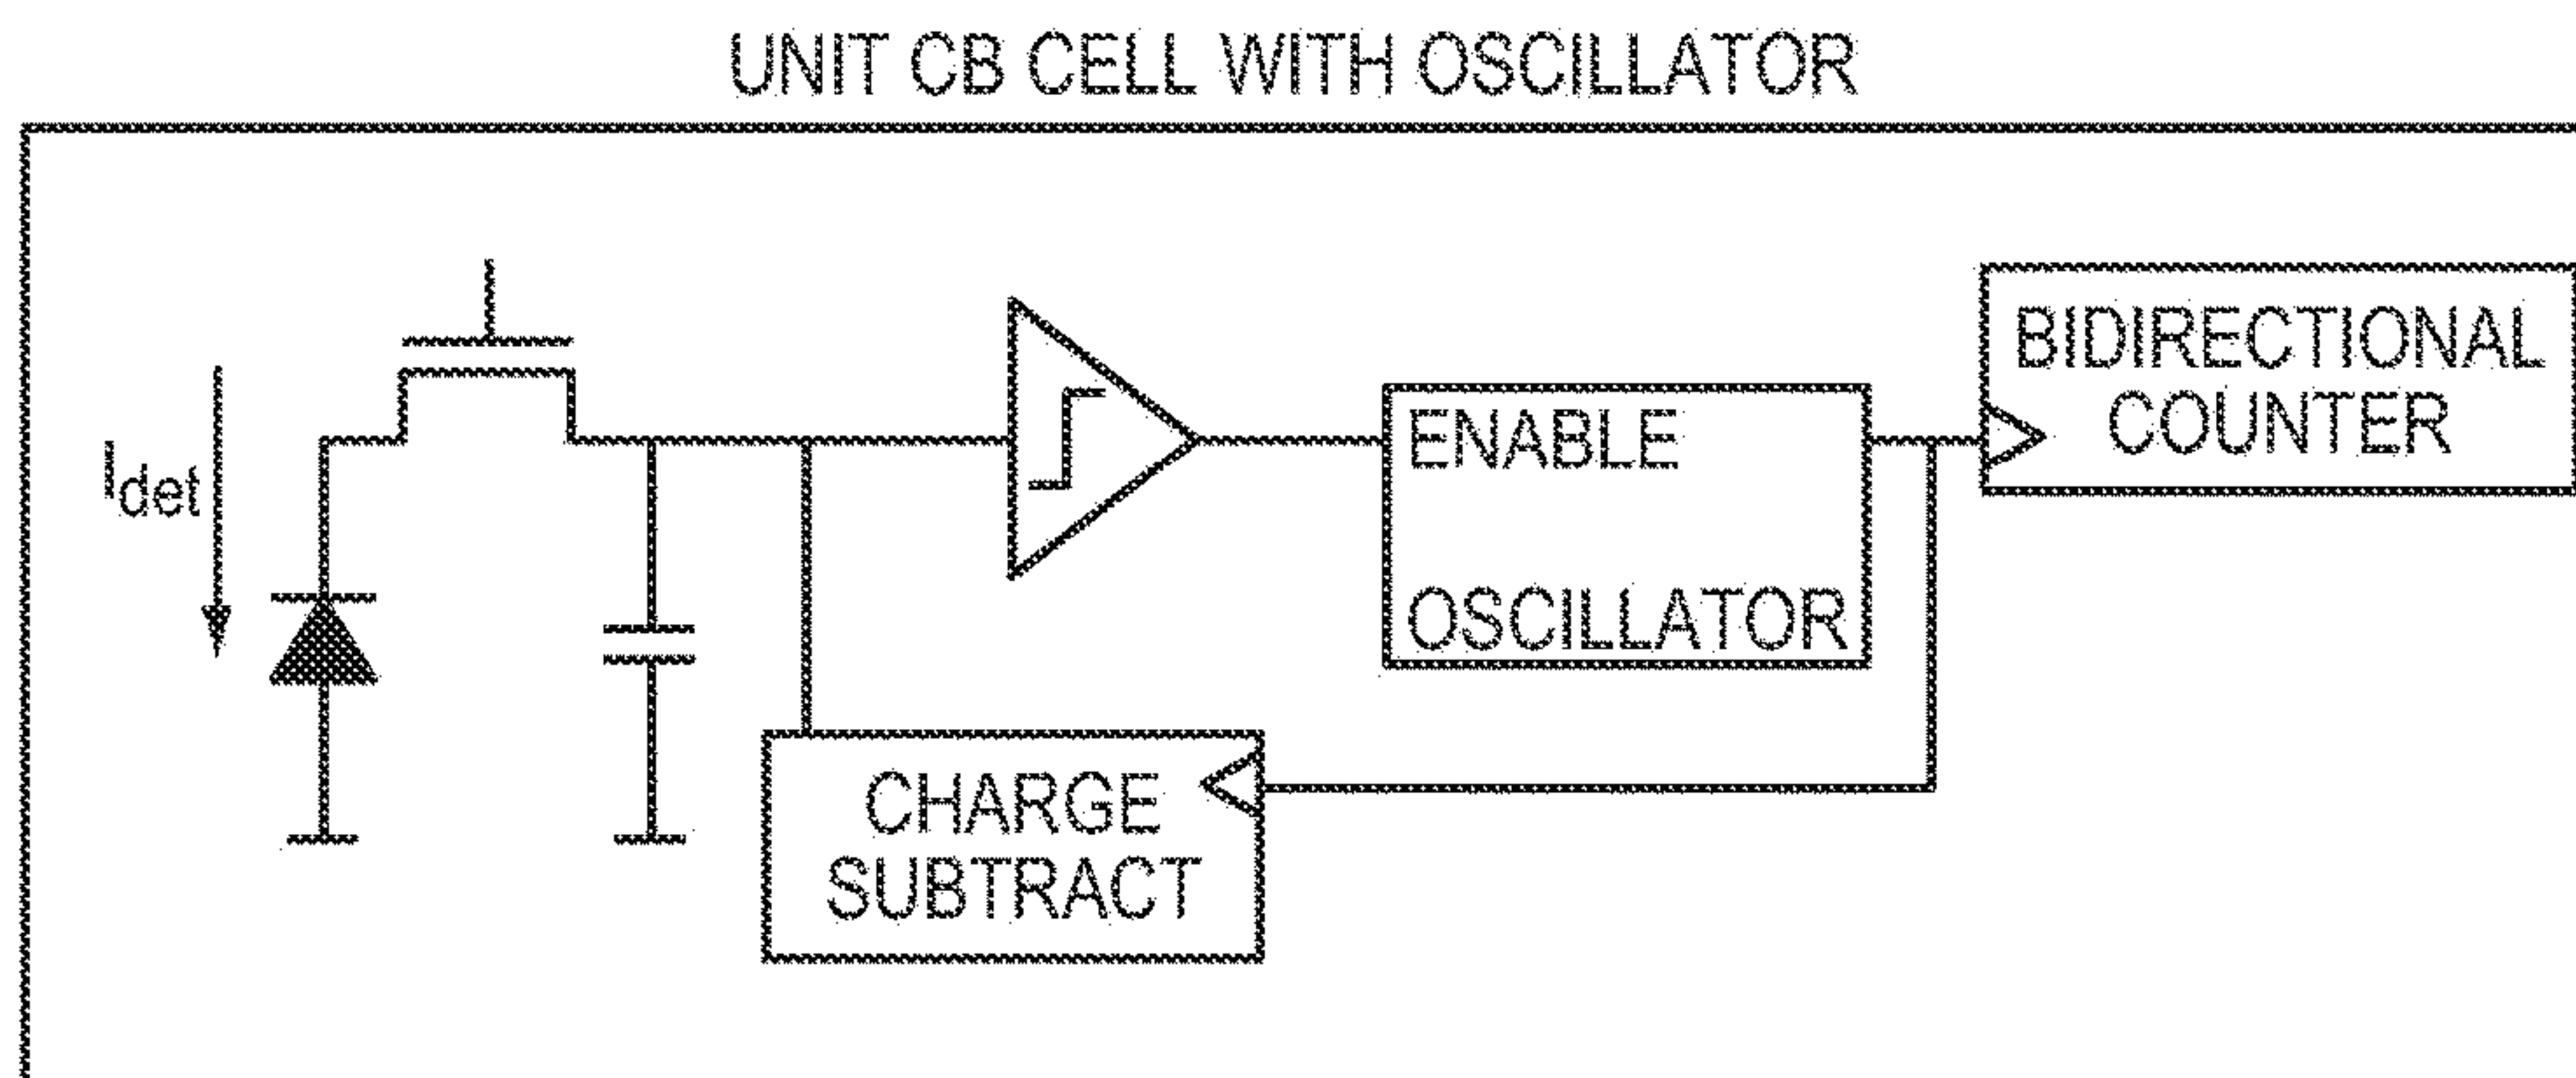 UNIT CB CELL WITH OSCILLATOR
Idet
BIDIRECTIONAL
COUNTER
ENABLE
OSCILLATOR
CHARGE
SUBTRACT